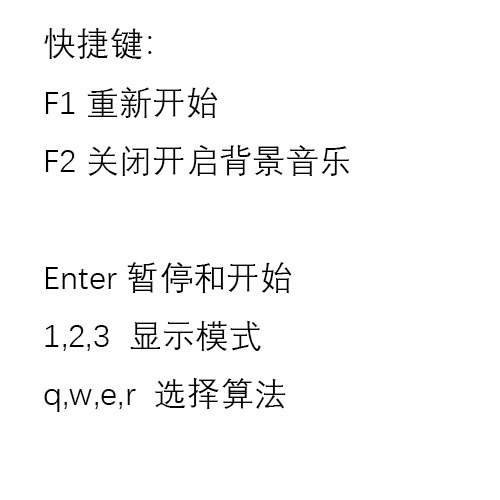 快捷键:
F1 重新开始
F2 关闭开启背景音乐
Enter 暂停和开始
1,2,3  显示模式
q,w,e,r  选择算法